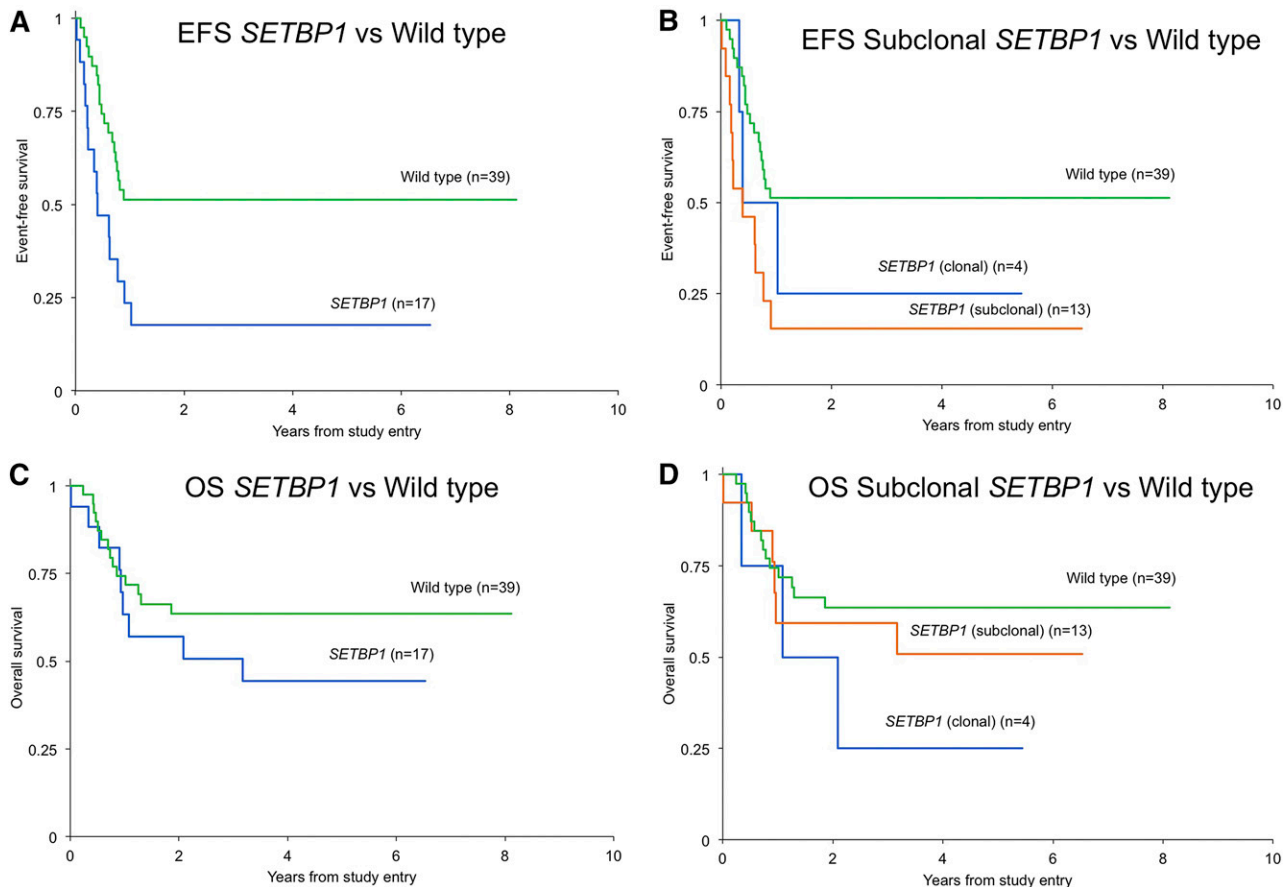 A
EFS SETBP1 vs Wild type
Event-free survival
1
0.75
0.5
0.25
0
Wild type (n=39)
SETBP1 (n=17)
0 2 4 6 8 10
Years from study entry
B
EFS Subclonal SETBP1 vs Wild type
Event-free survival
1
0.75
0.5
0.25
0
Wild type (n=39)
SETBP1 (clonal) (n=4)
SETBP1 (subclonal) (n=13)
0 2 4 6 8 10
Years from study entry
C
OS SETBP1 vs Wild type
Overall survival
1
0.75
0.5
0.25
0
Wild type (n=39)
SETBP1 (n=17)
0 2 4 6 8 10
Years from study entry
D
OS Subclonal SETBP1 vs Wild type
Overall survival
1
0.75
0.5
0.25
0
Wild type (n=39)
SETBP1 (subclonal) (n=13)
SETBP1 (clonal) (n=4)
0 2 4 6 8 10
Years from study entry